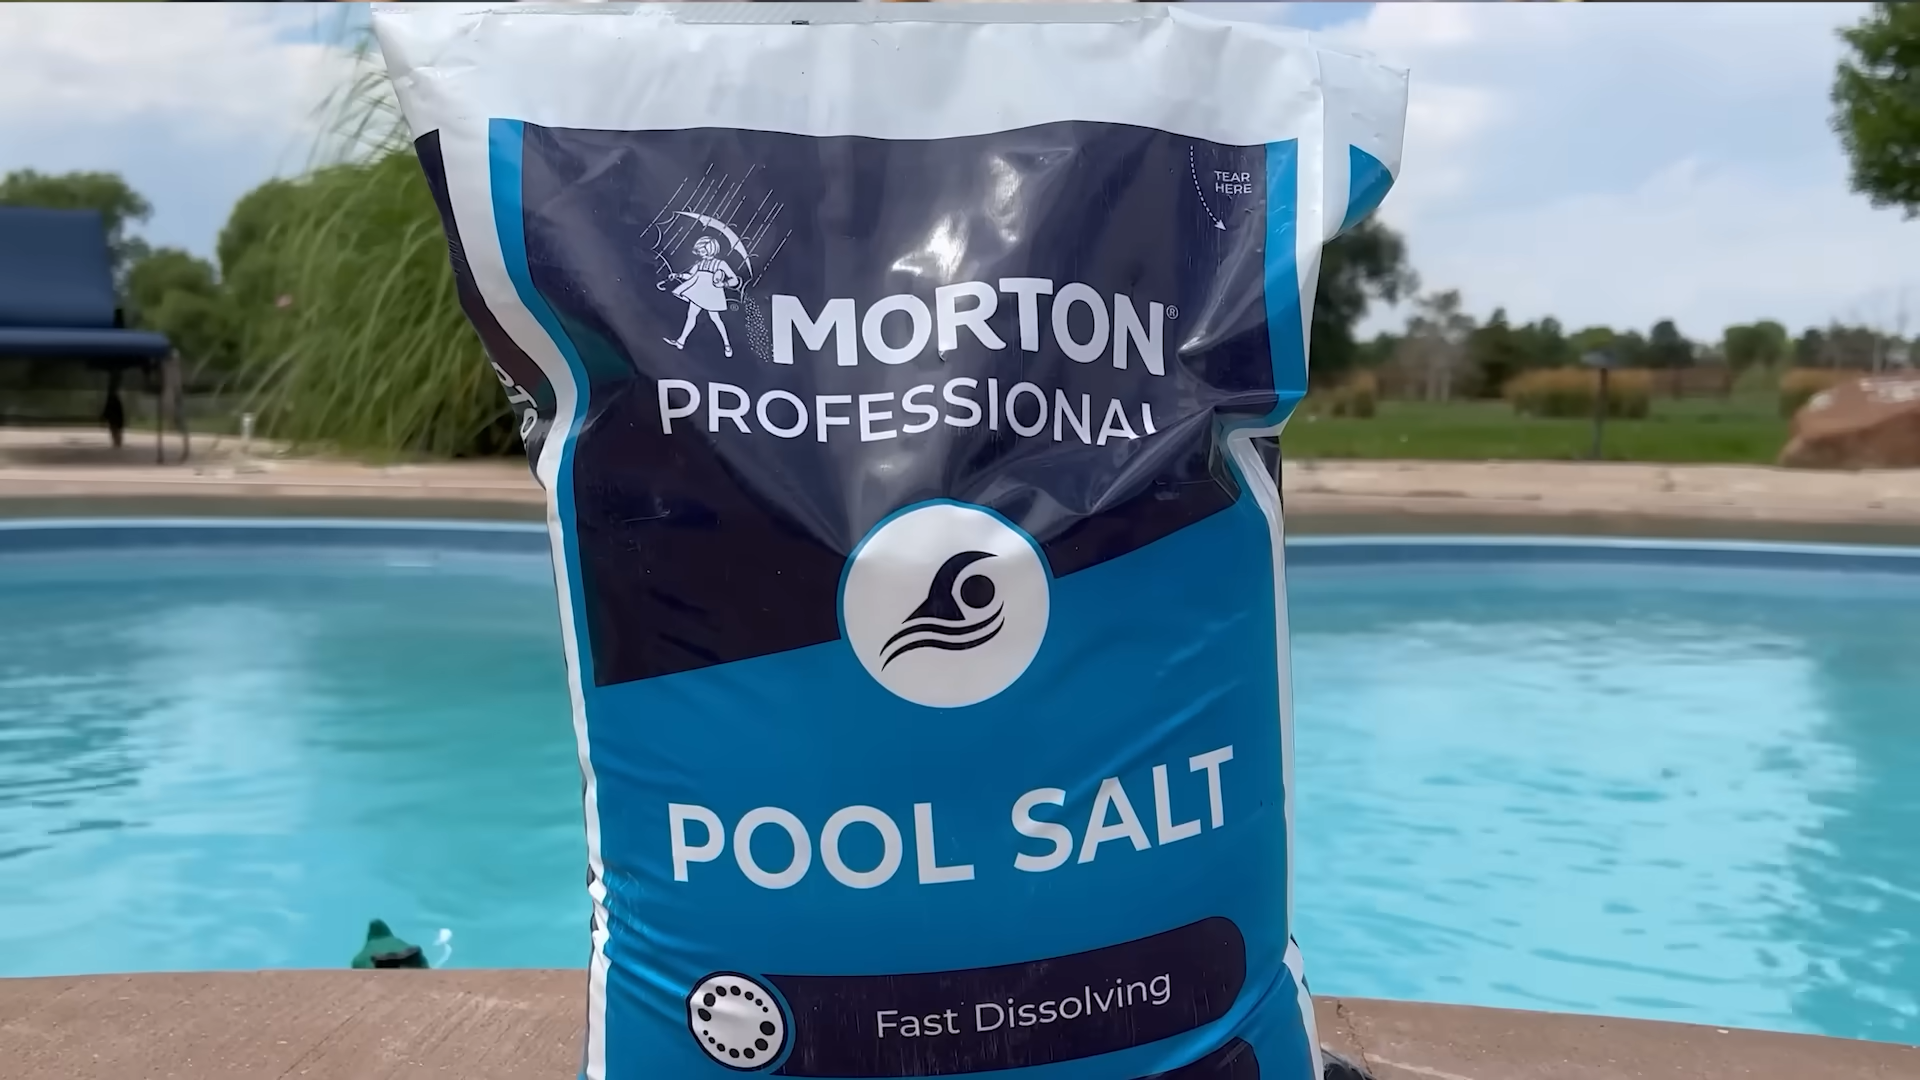 TEAR
HERE
MORTON®
PROFESSIONAL
POOL SALT
Fast Dissolving